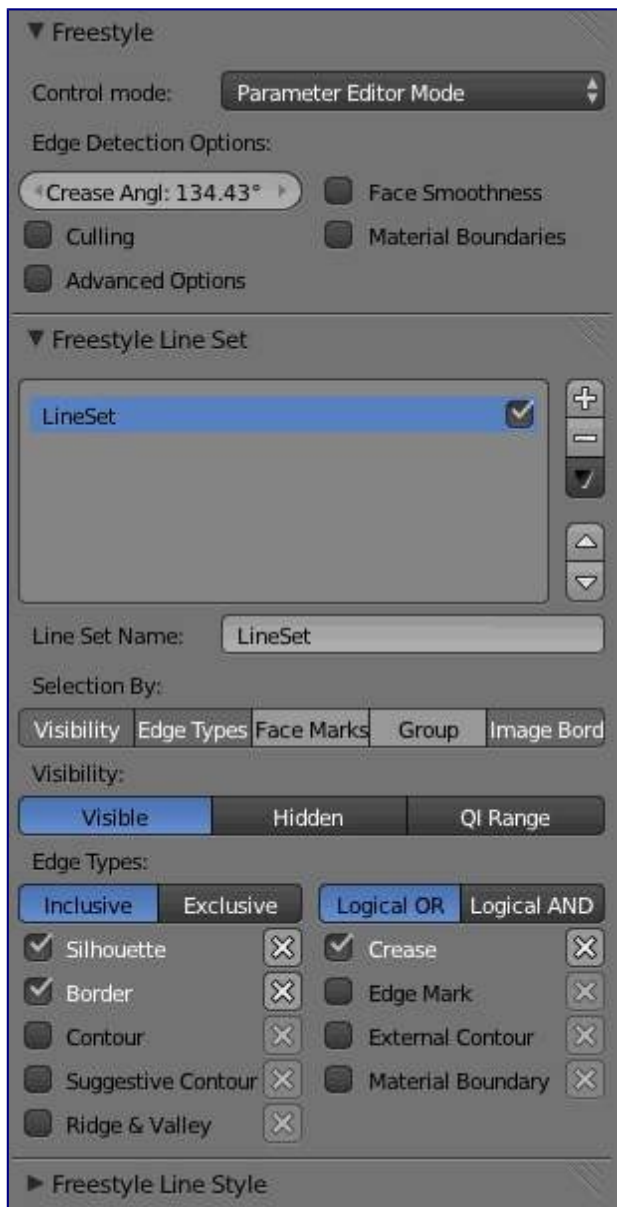 Freestyle
Control mode: Parameter Editor Mode
Edge Detection Options:
Crease Angl: 134.43° Face Smoothness
Culling Material Boundaries
Advanced Options
Freestyle Line Set
LineSet
Line Set Name: LineSet
Selection By:
Visibility Edge Types Face Marks Group Image Bord
Visibility:
Visible Hidden QI Range
Edge Types:
Inclusive Exclusive Logical OR Logical AND
Silhouette Crease
Border Edge Mark
Contour External Contour
Suggestive Contour Material Boundary
Ridge & Valley
Freestyle Line Style